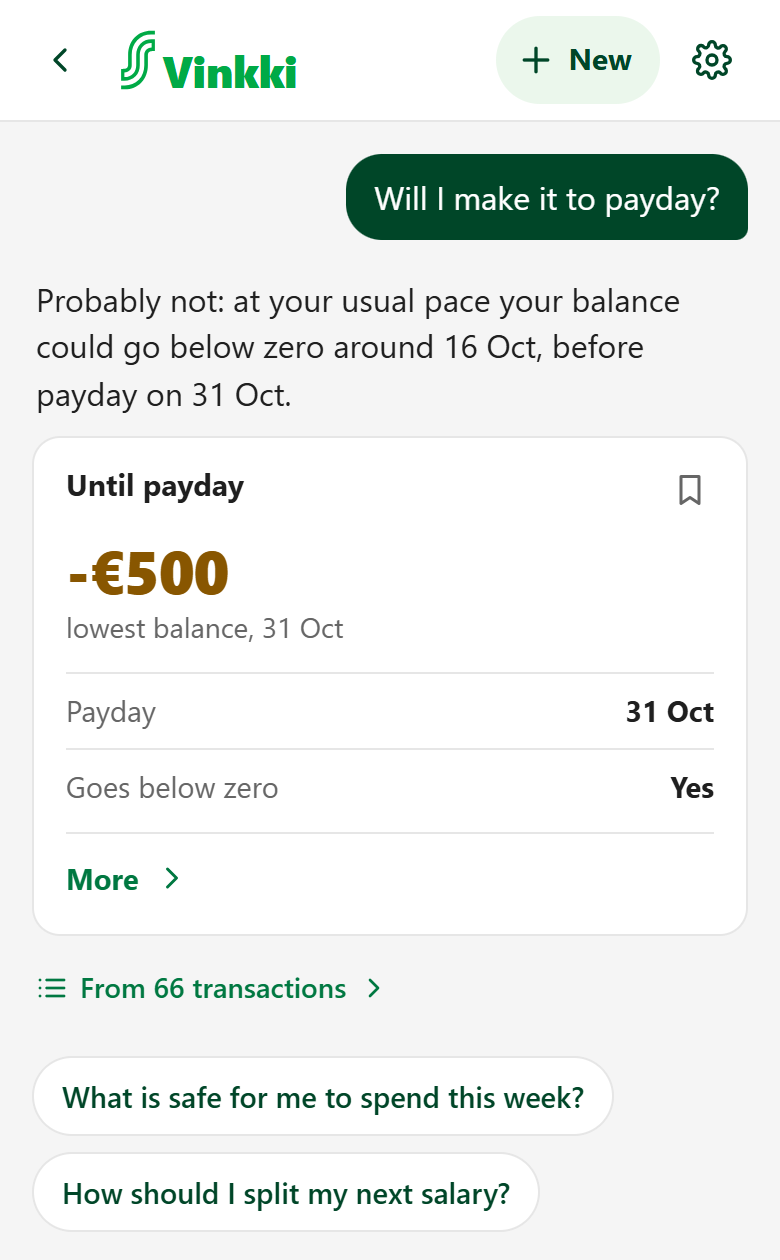 Vinkki
+ New
Will I make it to payday?
Probably not: at your usual pace your balance
could go below zero around 16 Oct, before
payday on 31 Oct.
Until payday
-€500
lowest balance, 31 Oct
Payday 31 Oct
Goes below zero Yes
More
From 66 transactions
What is safe for me to spend this week?
How should I split my next salary?